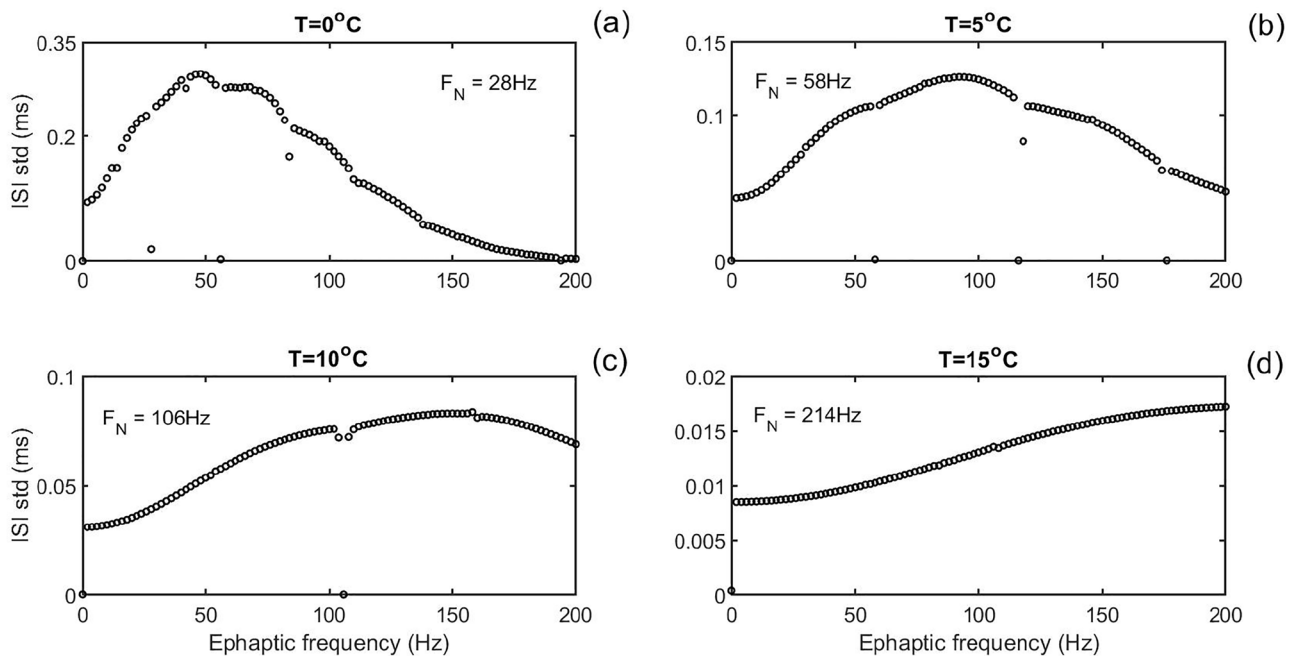 T=0°C
(a)
F_N = 28Hz
ISI std (ms)
0.35
0.2
0
0
50
100
150
200
T=5°C
(b)
F_N = 58Hz
0.15
0.1
0
0
50
100
150
200
T=10°C
(c)
F_N = 106Hz
ISI std (ms)
0.1
0.05
0
0
50
100
150
200
Ephaptic frequency (Hz)
T=15°C
(d)
F_N = 214Hz
0.02
0.015
0.01
0.005
0
0
50
100
150
200
Ephaptic frequency (Hz)